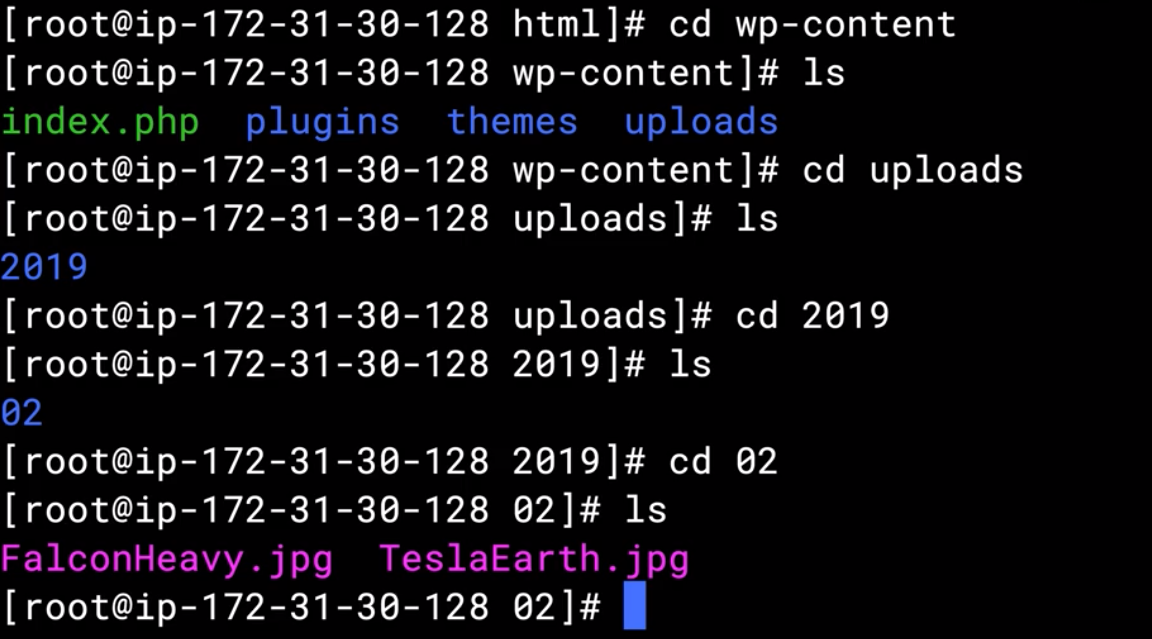 [root@ip-172-31-30-128 html]# cd wp-content
[root@ip-172-31-30-128 wp-content]# ls
index.php  plugins  themes  uploads
[root@ip-172-31-30-128 wp-content]# cd uploads
[root@ip-172-31-30-128 uploads]# ls
2019
[root@ip-172-31-30-128 uploads]# cd 2019
[root@ip-172-31-30-128 2019]# ls
02
[root@ip-172-31-30-128 2019]# cd 02
[root@ip-172-31-30-128 02]# ls
FalconHeavy.jpg  TeslaEarth.jpg
[root@ip-172-31-30-128 02]#